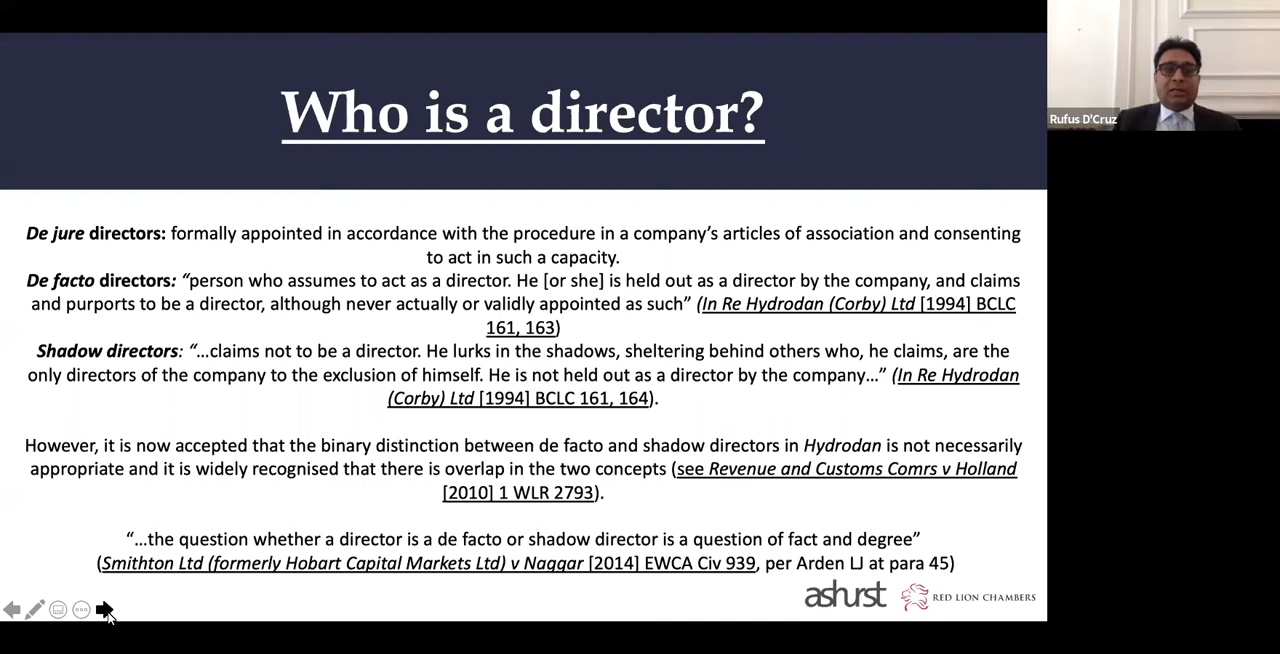 Who is a director?
Rufus D'Cruz
De jure directors: formally appointed in accordance with the procedure in a company's articles of association and consenting
to act in such a capacity.
De facto directors: “person who assumes to act as a director. He [or she] is held out as a director by the company, and claims
and purports to be a director, although never actually or validly appointed as such” (In Re Hydrodan (Corby) Ltd [1994] BCLC
161, 163)
Shadow directors: “…claims not to be a director. He lurks in the shadows, sheltering behind others who, he claims, are the
only directors of the company to the exclusion of himself. He is not held out as a director by the company…” (In Re Hydrodan
(Corby) Ltd [1994] BCLC 161, 164).
However, it is now accepted that the binary distinction between de facto and shadow directors in Hydrodan is not necessarily
appropriate and it is widely recognised that there is overlap in the two concepts (see Revenue and Customs Comrs v Holland
[2010] 1 WLR 2793).
“…the question whether a director is a de facto or shadow director is a question of fact and degree”
(Smithton Ltd (formerly Hobart Capital Markets Ltd) v Naggar [2014] EWCA Civ 939, per Arden LJ at para 45)
ashurst RED LION CHAMBERS